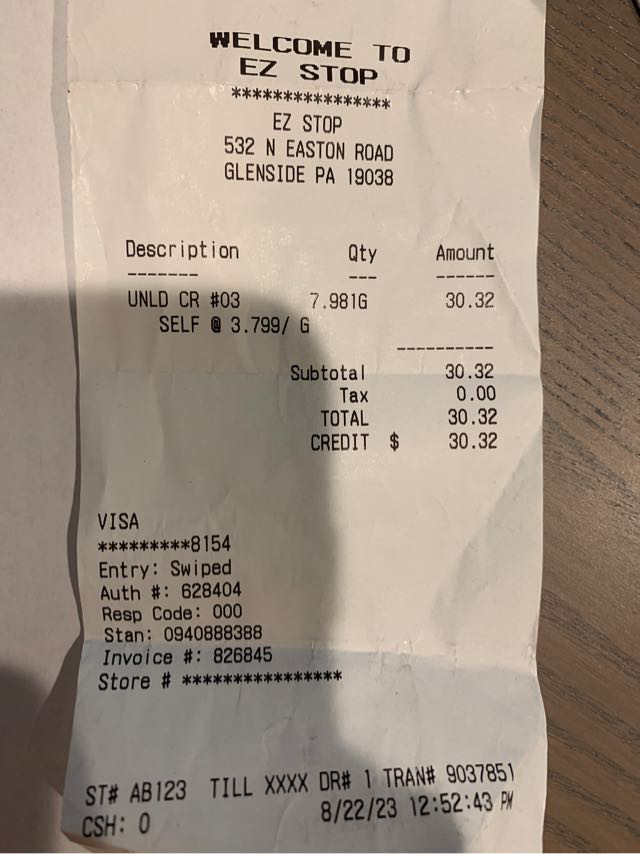 WELCOME TO
EZ STOP
****************
EZ STOP
532 N EASTON ROAD
GLENSIDE PA 19038
Description Qty Amount
------- --- ------
UNLD CR #03 7.981G 30.32
SELF @ 3.799/ G
----------
Subtotal 30.32
Tax 0.00
TOTAL 30.32
CREDIT $ 30.32
VISA
*********8154
Entry: Swiped
Auth #: 628404
Resp Code: 000
Stan: 0940888388
Invoice #: 826845
Store # ****************
ST# AB123 TILL XXXX DR# 1 TRAN# 9037851
CSH: 0 8/22/23 12:52:43 PM